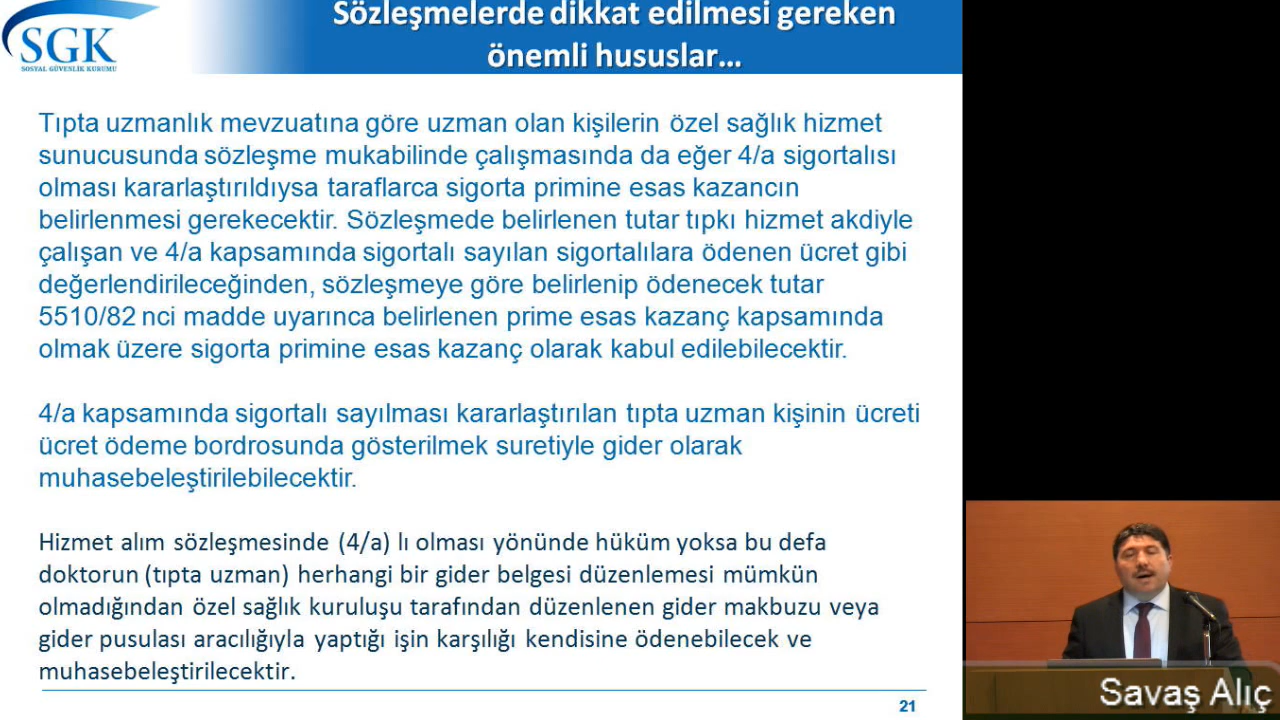 Sözleşmelerde dikkat edilmesi gereken
önemli hususlar...
SGK
SOSYAL GÜVENLİK KURUMU
Tıpta uzmanlık mevzuatına göre uzman olan kişilerin özel sağlık hizmet
sunucusunda sözleşme mukabilinde çalışmasında da eğer 4/a sigortalısı
olması kararlaştırıldıysa taraflarca sigorta primine esas kazancın
belirlenmesi gerekecektir. Sözleşmede belirlenen tutar tıpkı hizmet akdiyle
çalışan ve 4/a kapsamında sigortalı sayılan sigortalılara ödenen ücret gibi
değerlendirileceğinden, sözleşmeye göre belirlenip ödenecek tutar
5510/82 nci madde uyarınca belirlenen prime esas kazanç kapsamında
olmak üzere sigorta primine esas kazanç olarak kabul edilebilecektir.
4/a kapsamında sigortalı sayılması kararlaştırılan tıpta uzman kişinin ücreti
ücret ödeme bordrosunda gösterilmek suretiyle gider olarak
muhasebeleştirilebilecektir.
Hizmet alım sözleşmesinde (4/a) lı olması yönünde hüküm yoksa bu defa
doktorun (tıpta uzman) herhangi bir gider belgesi düzenlemesi mümkün
olmadığından özel sağlık kuruluşu tarafından düzenlenen gider makbuzu veya
gider pusulası aracılığıyla yaptığı işin karşılığı kendisine ödenebilecek ve
muhasebeleştirilecektir.
21
Savaş Alıç